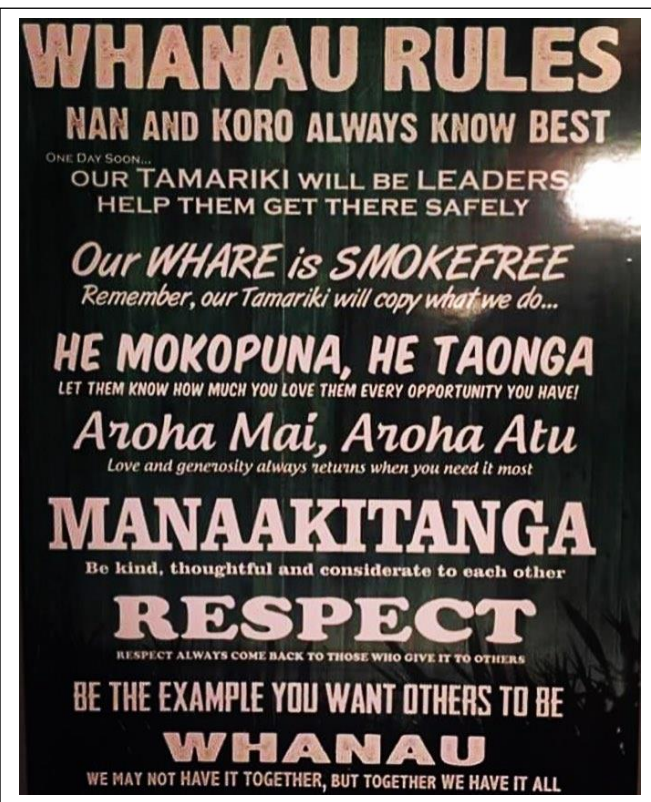 WHANAU RULES
NAN AND KORO ALWAYS KNOW BEST
ONE DAY SOON...
OUR TAMARIKI WILL BE LEADERS
HELP THEM GET THERE SAFELY
Our WHARE is SMOKEFREE
Remember, our Tamariki will copy what we do...
HE MOKOPUNA, HE TAONGA
LET THEM KNOW HOW MUCH YOU LOVE THEM EVERY OPPORTUNITY YOU HAVE!
Aroha Mai, Aroha Atu
Love and generosity always returns when you need it most
MANAAKITANGA
Be kind, thoughtful and considerate to each other
RESPECT
RESPECT ALWAYS COME BACK TO THOSE WHO GIVE IT TO OTHERS
BE THE EXAMPLE YOU WANT OTHERS TO BE
WHANAU
WE MAY NOT HAVE IT TOGETHER, BUT TOGETHER WE HAVE IT ALL